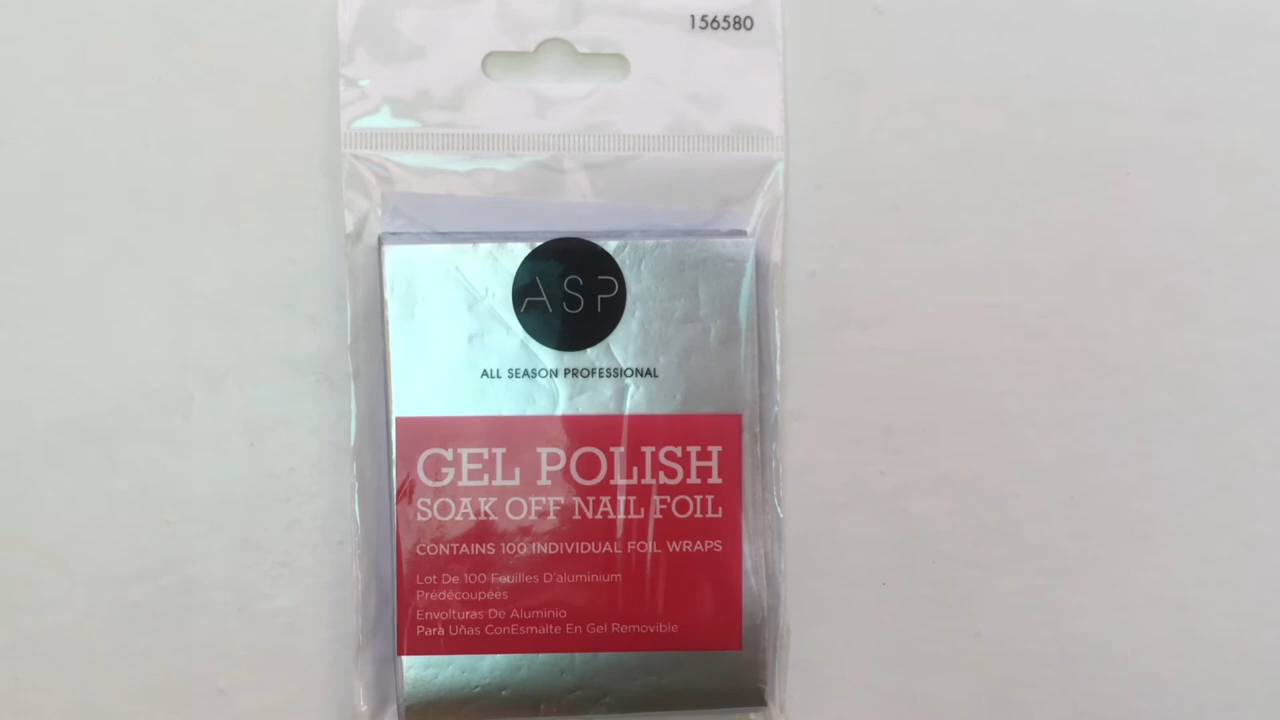 156580
ASP
ALL SEASON PROFESSIONAL
GEL POLISH
SOAK OFF NAIL FOIL
CONTAINS 100 INDIVIDUAL FOIL WRAPS
Lot De 100 Feuilles D'aluminium
Prédécoupées
Envolturas De Aluminio
Para Uñas ConEsmalte En Gel Removible